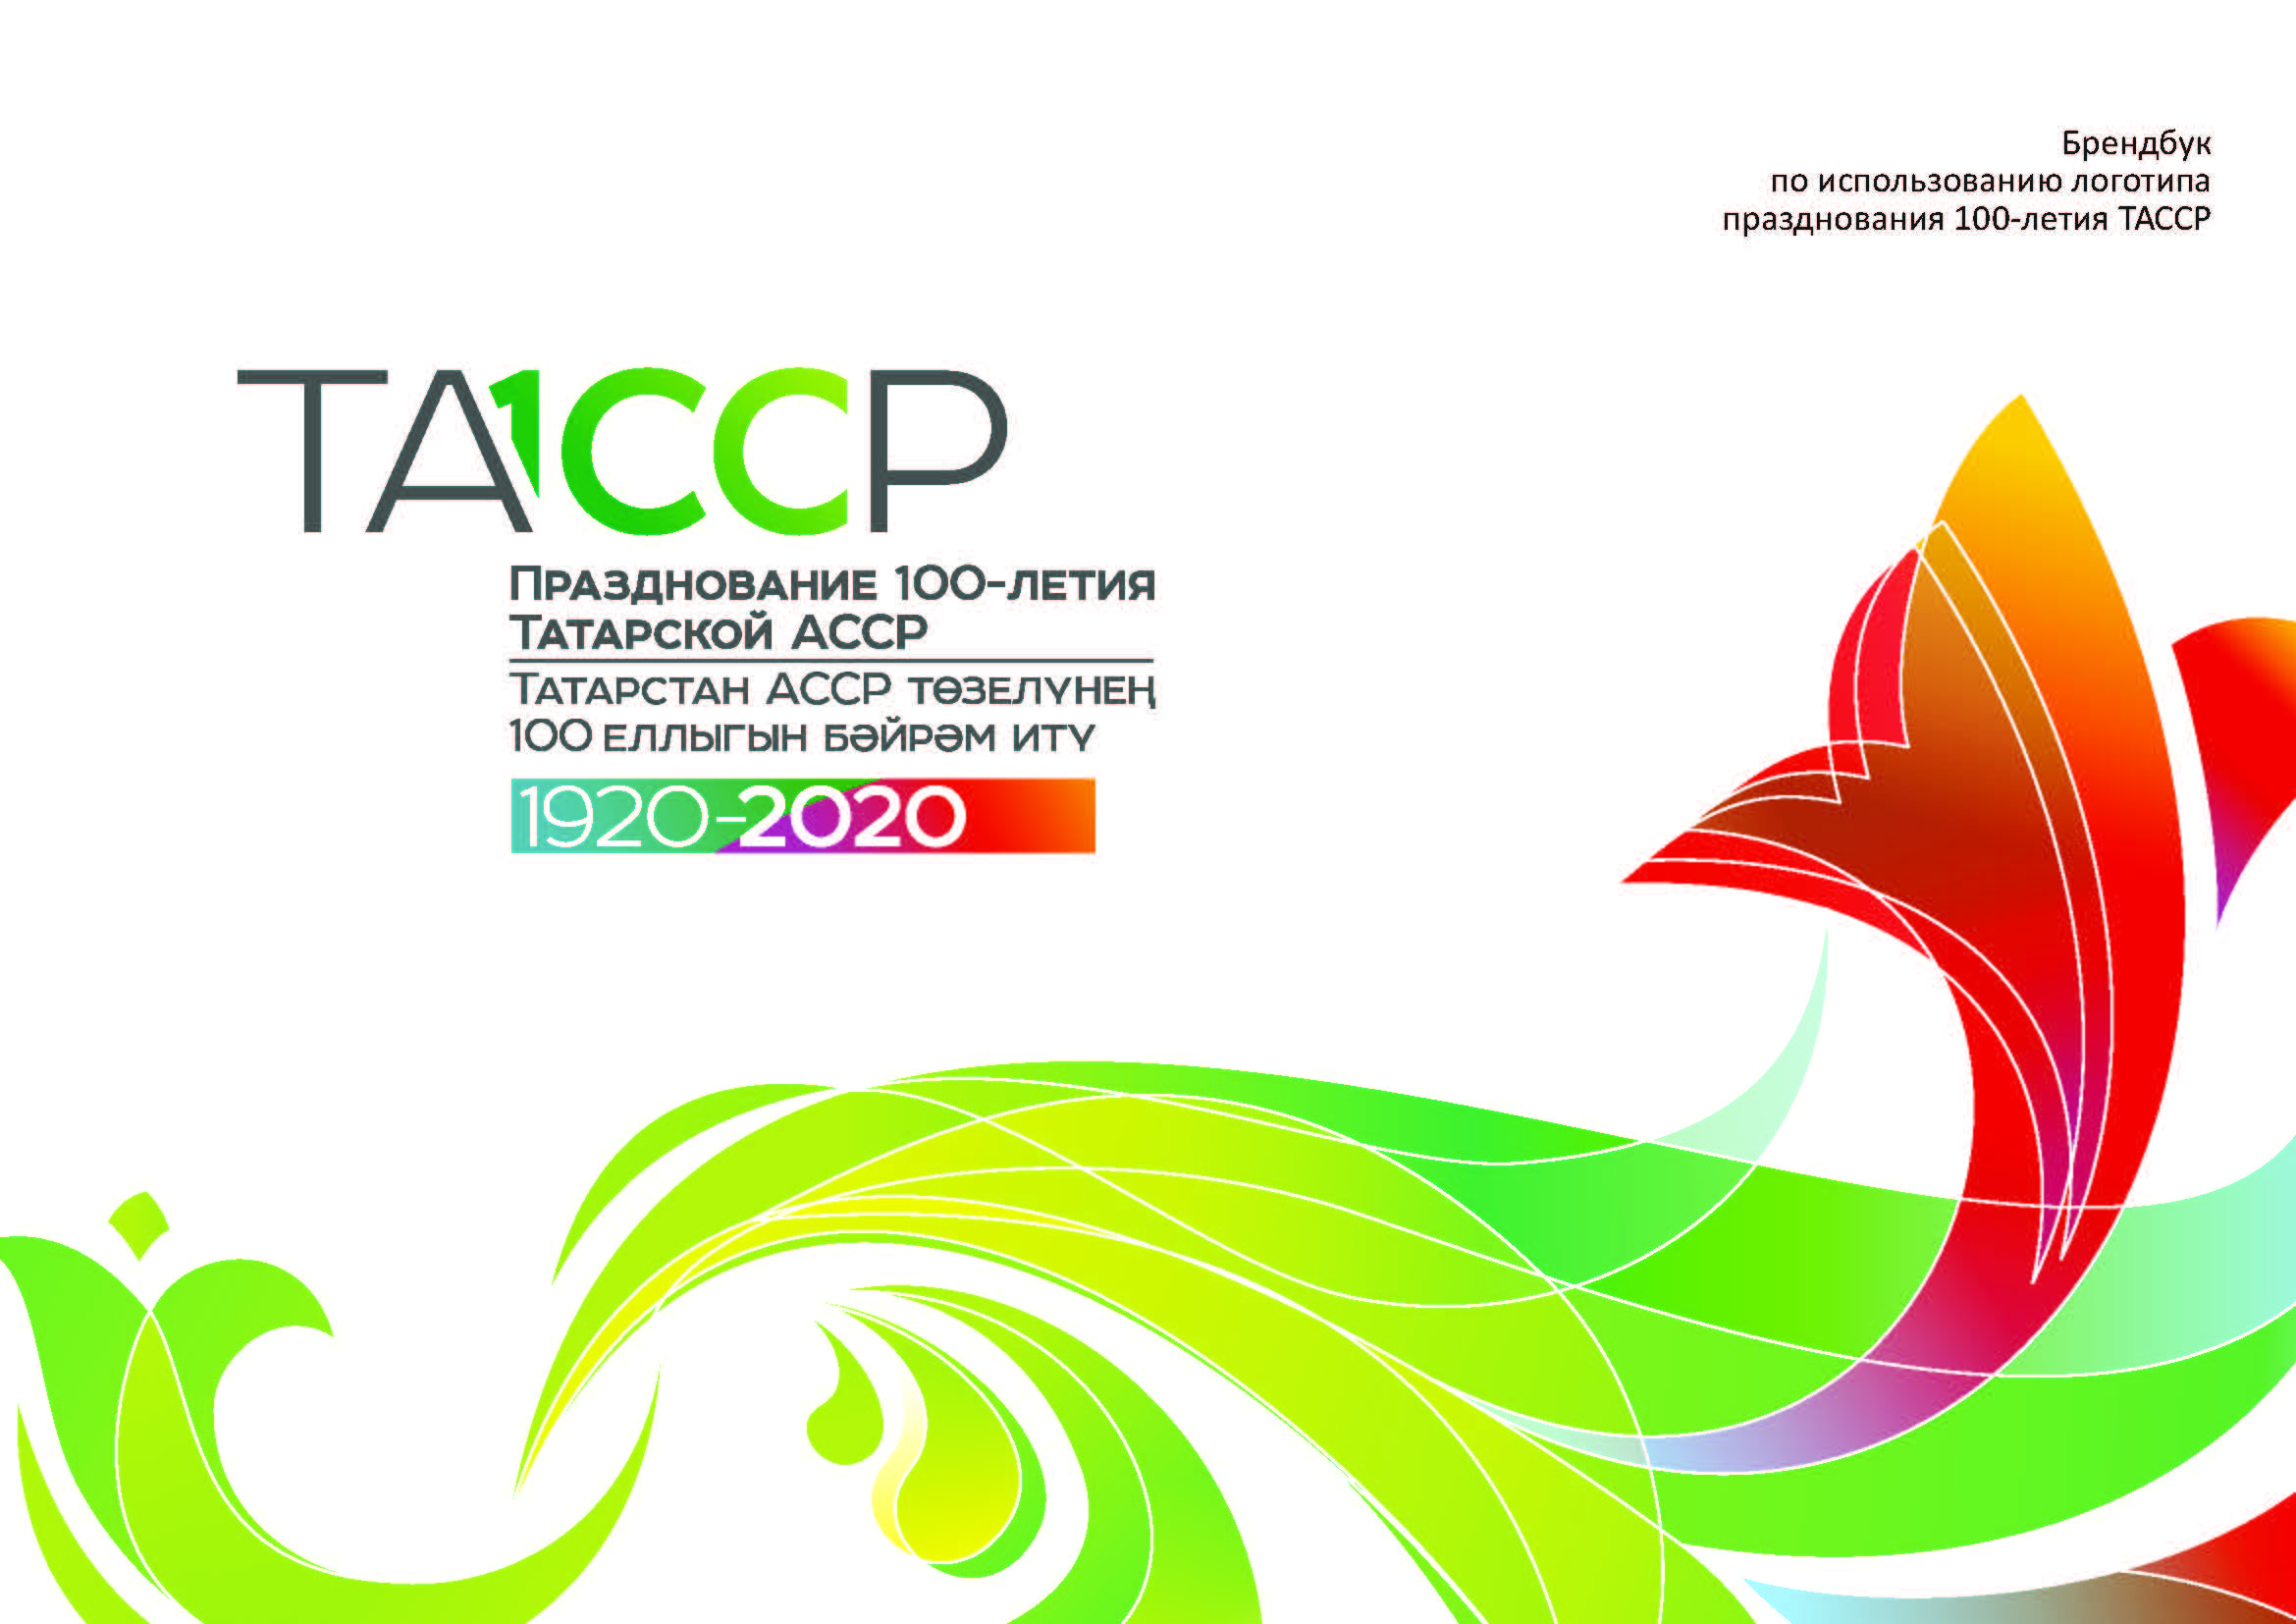 Брендбук
по использованию логотипа
празднования 100-летия ТАССР
ТА1ССР
Празднование 100-летия
Татарской АССР
Татарстан АССР төзелүнең
100 еллыгын бәйрәм итү
1920-2020